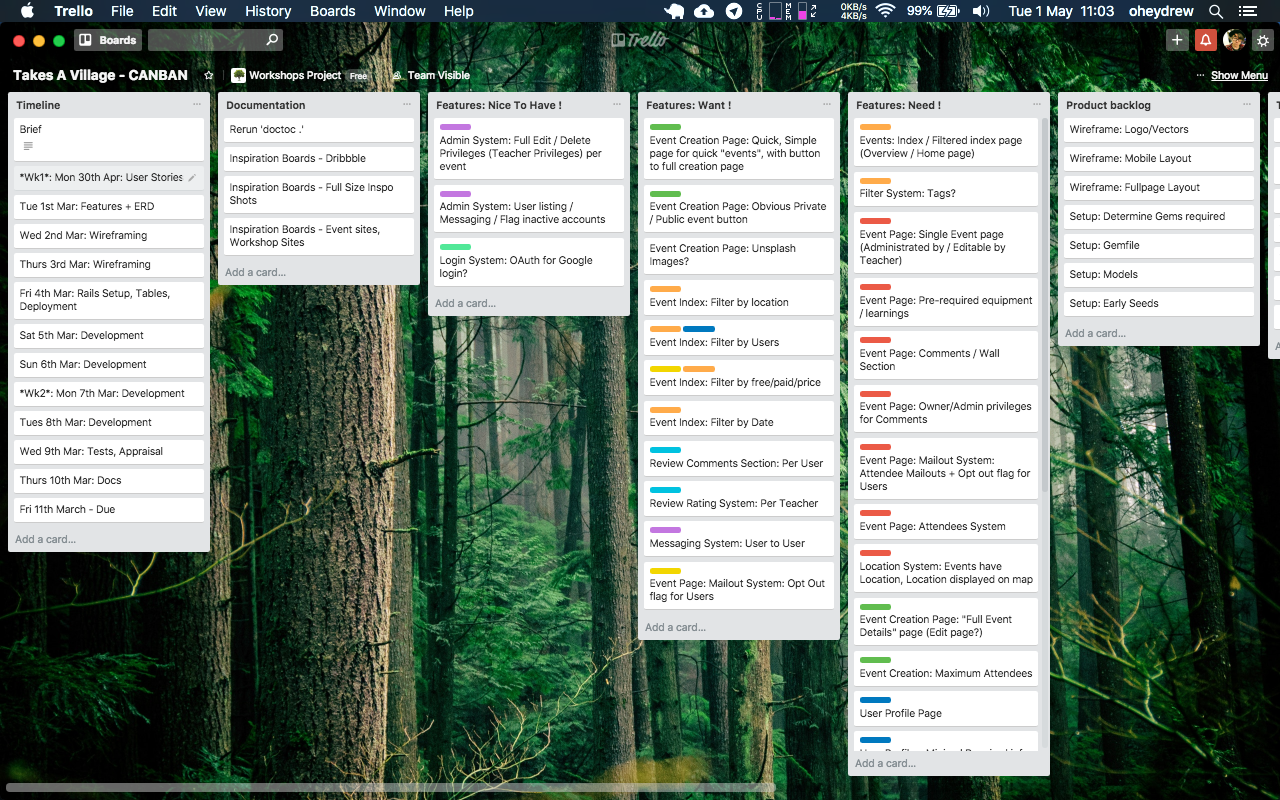 Trello File Edit View History Boards Window Help
0KB/s
4KB/s
99%
Tue 1 May 11:03 oheydrew
Boards
Trello
Takes A Village - CANBAN
Workshops Project Free
Team Visible
Show Menu
Timeline
Brief
*Wk1*: Mon 30th Apr: User Stories
Tue 1st Mar: Features + ERD
Wed 2nd Mar: Wireframing
Thurs 3rd Mar: Wireframing
Fri 4th Mar: Rails Setup, Tables,
Deployment
Sat 5th Mar: Development
Sun 6th Mar: Development
*Wk2*: Mon 7th Mar: Development
Tues 8th Mar: Development
Wed 9th Mar: Tests, Appraisal
Thurs 10th Mar: Docs
Fri 11th March - Due
Add a card...
Documentation
Rerun 'doctoc .'
Inspiration Boards - Dribbble
Inspiration Boards - Full Size Inspo
Shots
Inspiration Boards - Event sites,
Workshop Sites
Add a card...
Features: Nice To Have !
Admin System: Full Edit / Delete
Privileges (Teacher Privileges) per
event
Admin System: User listing /
Messaging / Flag inactive accounts
Login System: OAuth for Google
login?
Add a card...
Features: Want !
Event Creation Page: Quick, Simple
page for quick "events", with button
to full creation page
Event Creation Page: Obvious Private
/ Public event button
Event Creation Page: Unsplash
Images?
Event Index: Filter by location
Event Index: Filter by Users
Event Index: Filter by free/paid/price
Event Index: Filter by Date
Review Comments Section: Per User
Review Rating System: Per Teacher
Messaging System: User to User
Event Page: Mailout System: Opt Out
flag for Users
Add a card...
Features: Need !
Events: Index / Filtered index page
(Overview / Home page)
Filter System: Tags?
Event Page: Single Event page
(Administrated by / Editable by
Teacher)
Event Page: Pre-required equipment
/ learnings
Event Page: Comments / Wall
Section
Event Page: Owner/Admin privileges
for Comments
Event Page: Mailout System:
Attendee Mailouts + Opt out flag for
Users
Event Page: Attendees System
Location System: Events have
Location, Location displayed on map
Event Creation Page: "Full Event
Details" page (Edit page?)
Event Creation: Maximum Attendees
User Profile Page
Add a card...
Product backlog
Wireframe: Logo/Vectors
Wireframe: Mobile Layout
Wireframe: Fullpage Layout
Setup: Determine Gems required
Setup: Gemfile
Setup: Models
Setup: Early Seeds
Add a card...